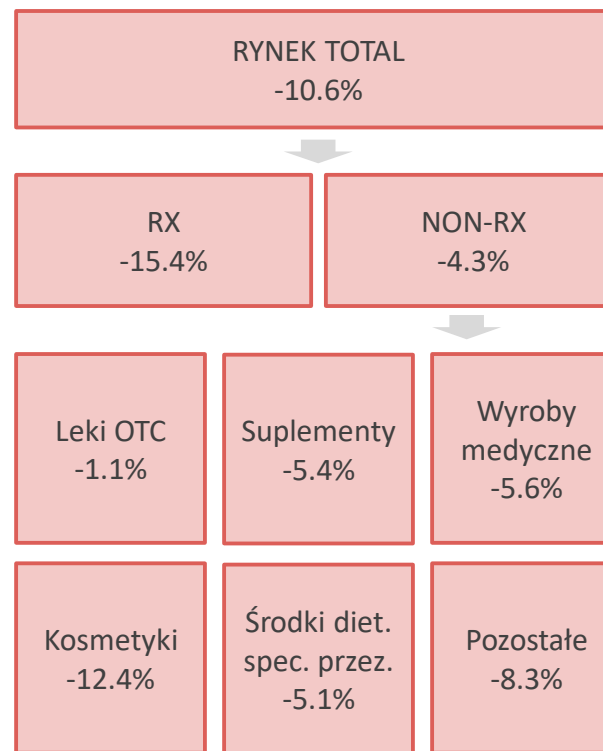 RYNEK TOTAL
-10.6%
RX
-15.4%
NON-RX
-4.3%
Leki OTC
-1.1%
Suplementy
-5.4%
Wyroby
medyczne
-5.6%
Kosmetyki
-12.4%
Środki diet.
spec. przez.
-5.1%
Pozostałe
-8.3%